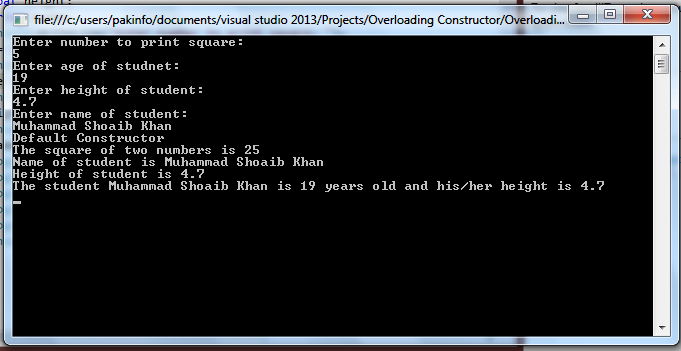 file:///c:/users/pakinfo/documents/visual studio 2013/Projects/Overloading Constructor/Overloadi...
Enter number to print square:
5
Enter age of studnet:
19
Enter height of student:
4.7
Enter name of student:
Muhammad Shoaib Khan
Default Constructor
The square of two numbers is 25
Name of student is Muhammad Shoaib Khan
Height of student is 4.7
The student Muhammad Shoaib Khan is 19 years old and his/her height is 4.7